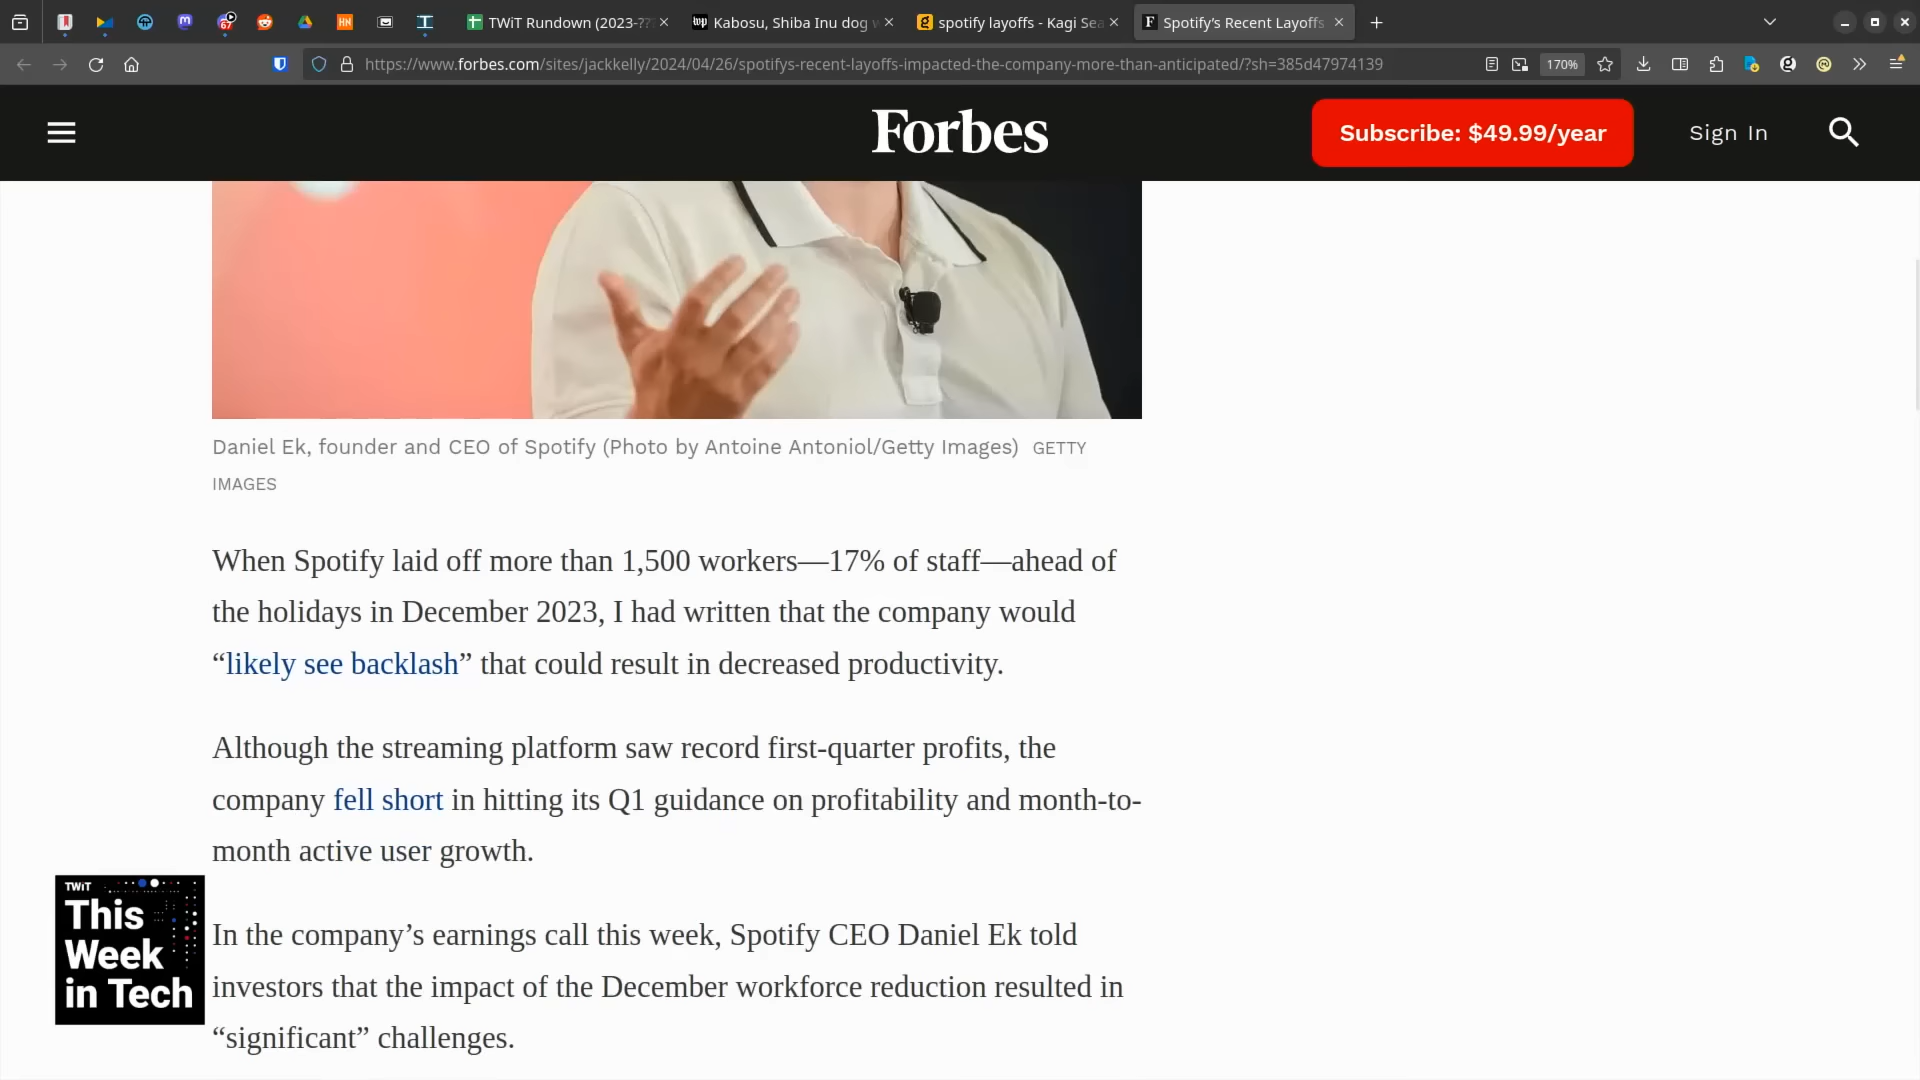 TWiT Rundown (2023-???
Kabosu, Shiba Inu dog w
spotify layoffs - Kagi Sea
Spotify’s Recent Layoffs
https://www.forbes.com/sites/jackkelly/2024/04/26/spotifys-recent-layoffs-impacted-the-company-more-than-anticipated/?sh=385d47974139
170%
Forbes
Subscribe: $49.99/year
Sign In
Daniel Ek, founder and CEO of Spotify (Photo by Antoine Antoniol/Getty Images) GETTY
IMAGES
When Spotify laid off more than 1,500 workers—17% of staff—ahead of
the holidays in December 2023, I had written that the company would
“likely see backlash” that could result in decreased productivity.
Although the streaming platform saw record first-quarter profits, the
company fell short in hitting its Q1 guidance on profitability and month-to-
month active user growth.
TWiT
This
Week
in Tech
In the company’s earnings call this week, Spotify CEO Daniel Ek told
investors that the impact of the December workforce reduction resulted in
“significant” challenges.